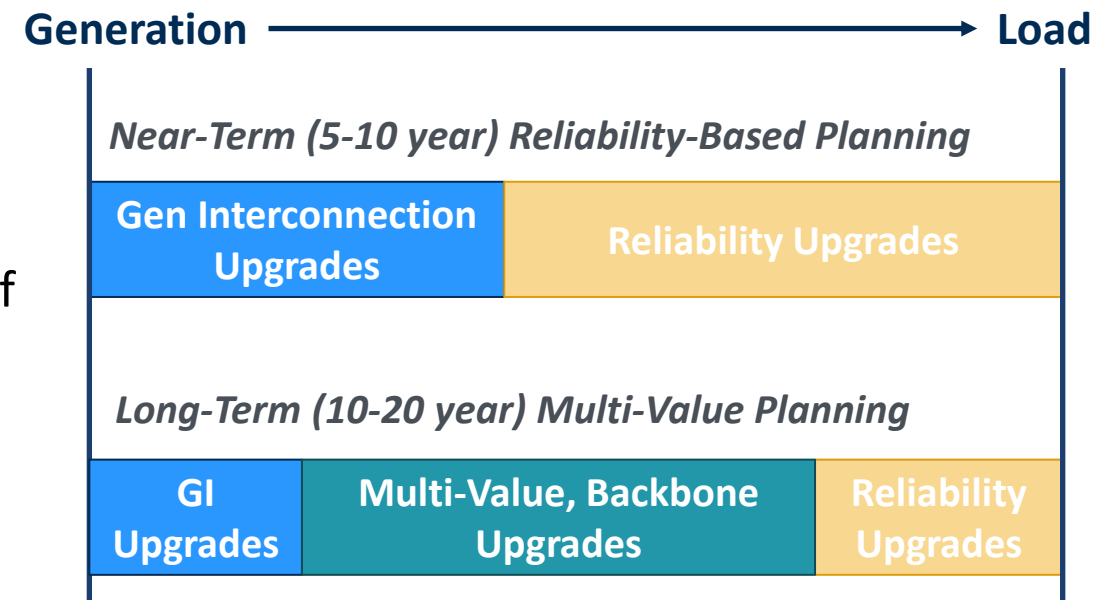 Generation
Load
Near-Term (5-10 year) Reliability-Based Planning
Gen Interconnection
Upgrades
Reliability Upgrades
f
Long-Term (10-20 year) Multi-Value Planning
GI
Upgrades
Multi-Value, Backbone
Upgrades
Reliability
Upgrades